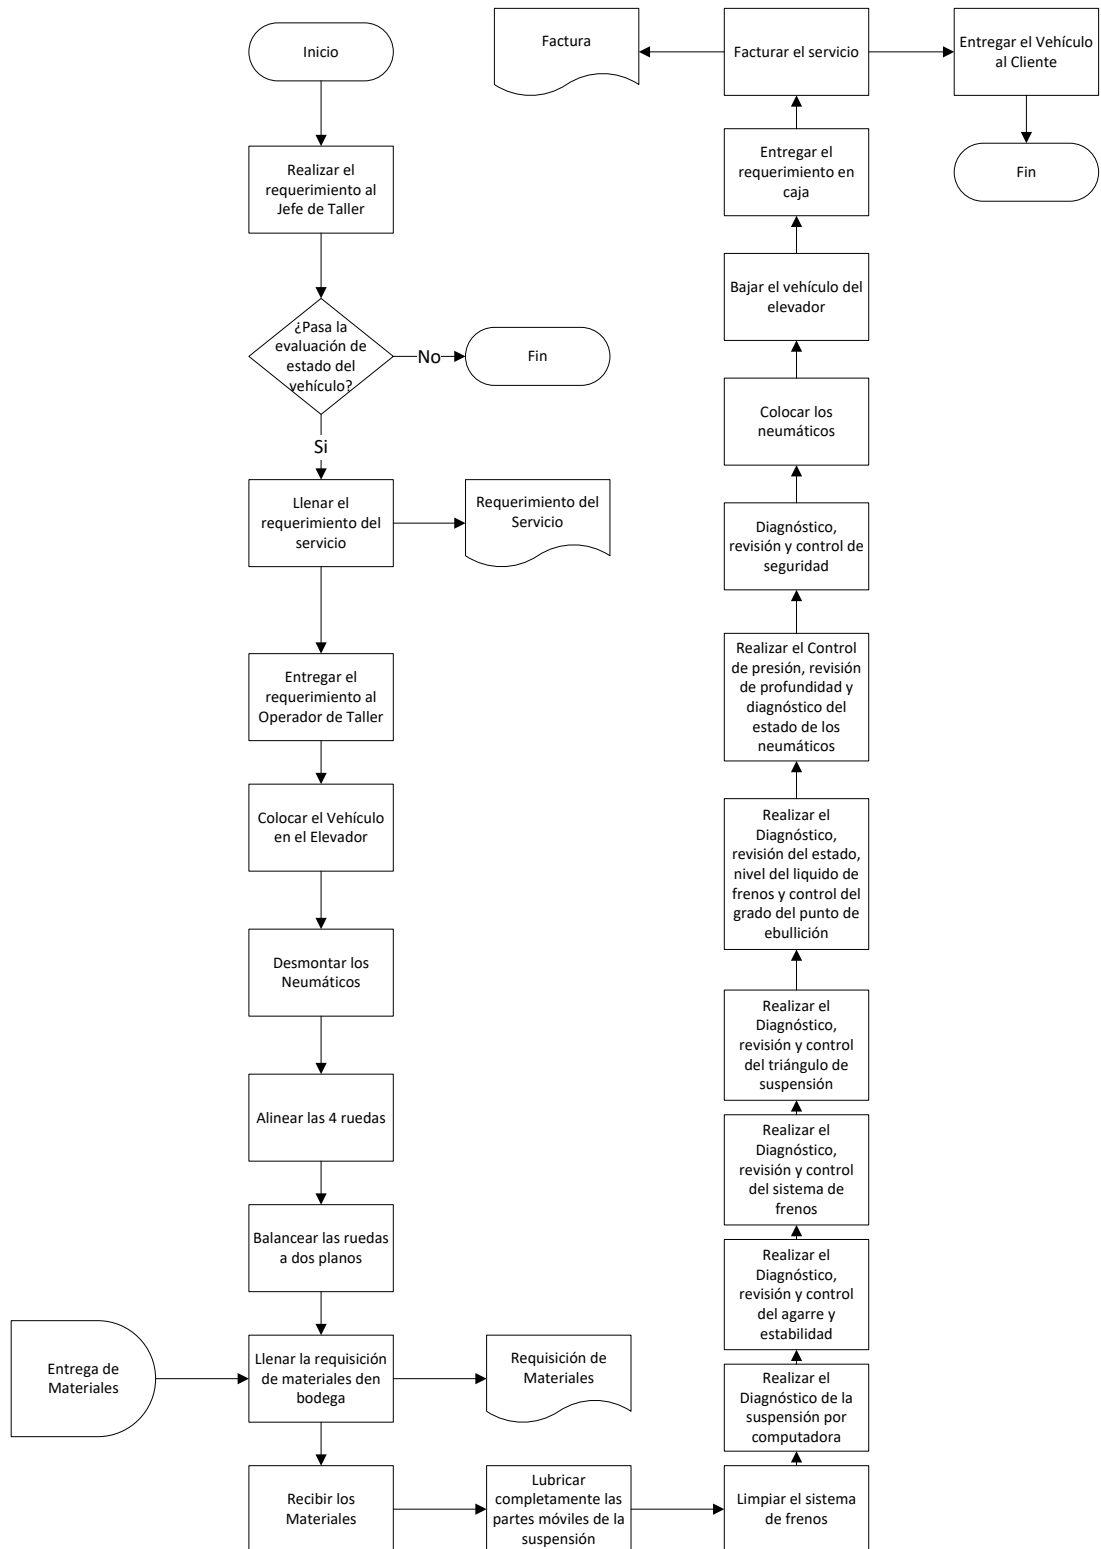 Inicio
Realizar el
requerimiento al
Jefe de Taller
¿Pasa la
evaluación de
estado del
vehículo?
No
Fin
Si
Llenar el
requerimiento del
servicio
Requerimiento del
Servicio
Entregar el
requerimiento al
Operador de Taller
Colocar el Vehículo
en el Elevador
Desmontar los
Neumáticos
Alinear las 4 ruedas
Balancear las ruedas
a dos planos
Entrega de
Materiales
Llenar la requisición
de materiales den
bodega
Requisición de
Materiales
Recibir los
Materiales
Lubricar
completamente las
partes móviles de la
suspensión
Limpiar el sistema
de frenos
Realizar el
Diagnóstico de la
suspensión por
computadora
Realizar el
Diagnóstico,
revisión y control
del agarre y
estabilidad
Realizar el
Diagnóstico,
revisión y control
del sistema de
frenos
Realizar el
Diagnóstico,
revisión y control
del triángulo de
suspensión
Realizar el
Diagnóstico,
revisión del estado,
nivel del liquido de
frenos y control del
grado del punto de
ebullición
Realizar el Control
de presión, revisión
de profundidad y
diagnóstico del
estado de los
neumáticos
Diagnóstico,
revisión y control de
seguridad
Colocar los
neumáticos
Bajar el vehículo del
elevador
Entregar el
requerimiento en
caja
Facturar el servicio
Factura
Entregar el Vehículo
al Cliente
Fin